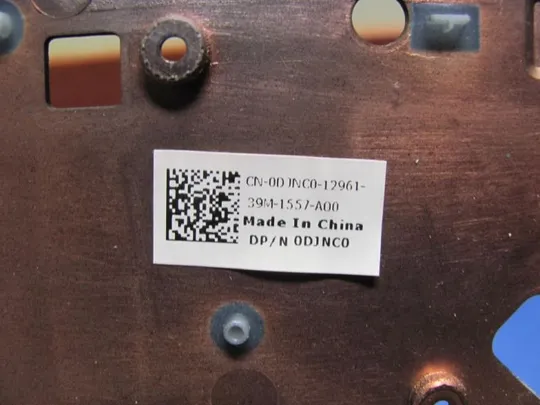 CN-0DJNC0-12961-
39M-1557-A00
Made In China
DP/N 0DJNC0